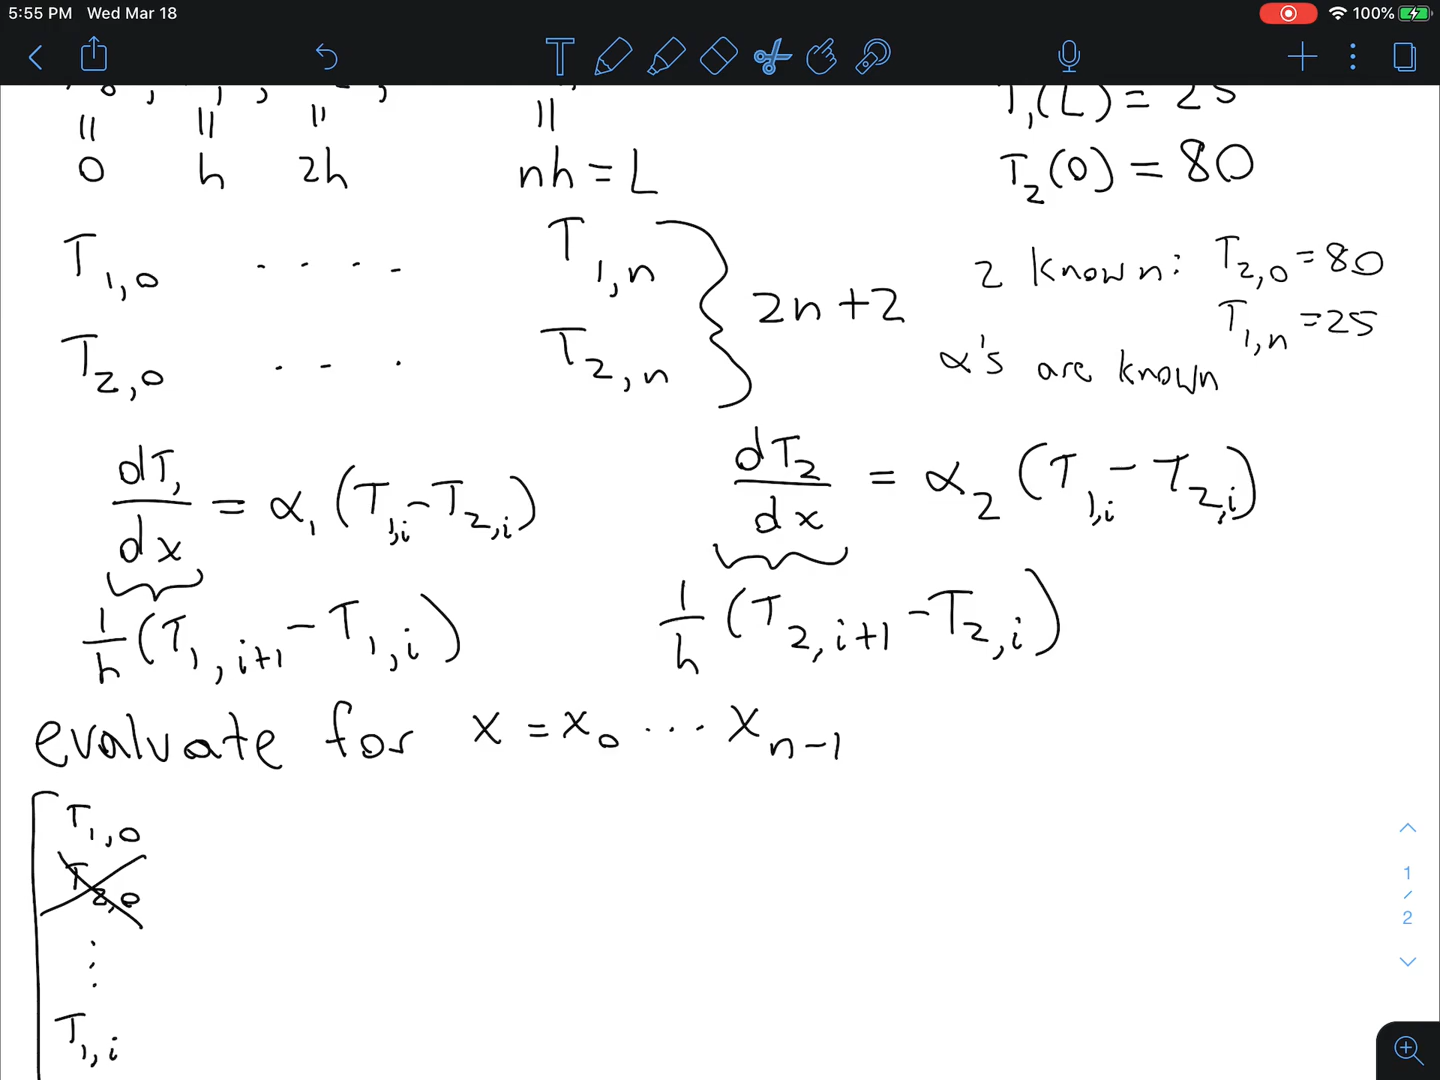 5:55 PM Wed Mar 18 100%
T₁(L) = 25
0 h 2h nh = L
T₂(0) = 80
T₁,₀ . . . . T₁,ₙ
2n + 2
T₂,₀ . . . T₂,ₙ
2 known: T₂,₀ = 80
T₁,ₙ = 25
α's are known
dT₁/dx = α₁ (T₁,ᵢ - T₂,ᵢ)
dT₂/dx = α₂ (T₁,ᵢ - T₂,ᵢ)
1/h (T₁,ᵢ₊₁ - T₁,ᵢ)
1/h (T₂,ᵢ₊₁ - T₂,ᵢ)
evaluate for x = x₀ ... xₙ₋₁
T₁,₀
T₂,₀
⋮
T₁,ᵢ
1
/
2